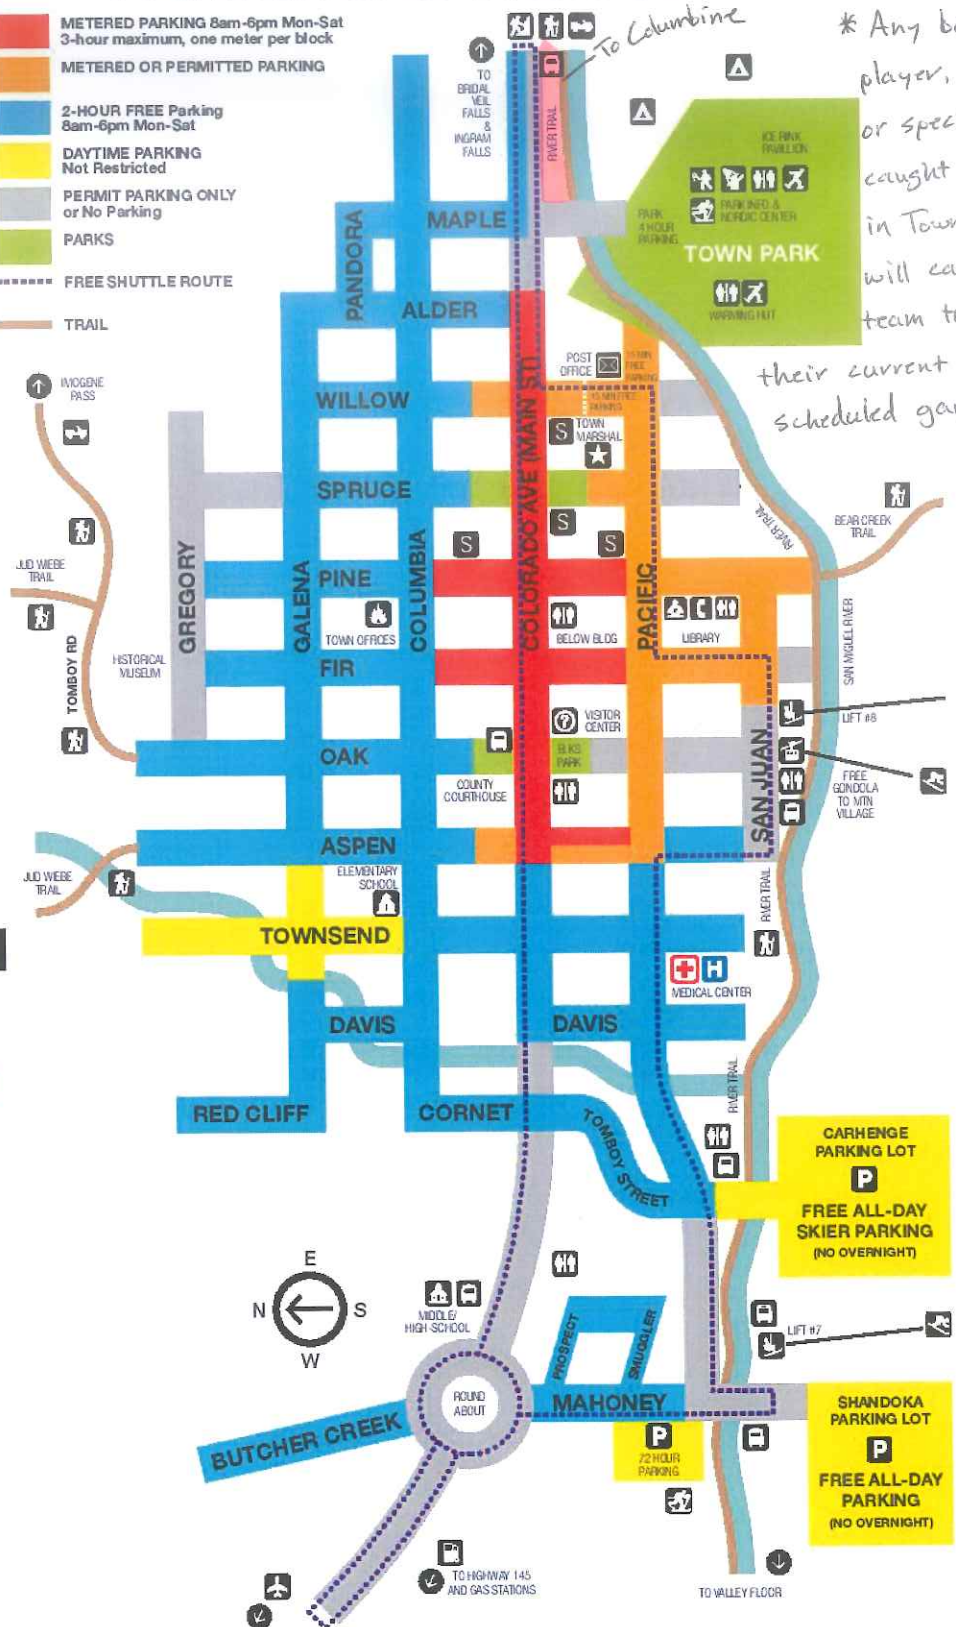 METERED PARKING 8am-6pm Mon-Sat
3-hour maximum, one meter per block
METERED OR PERMITTED PARKING
2-HOUR FREE Parking
8am-6pm Mon-Sat
DAYTIME PARKING
Not Restricted
PERMIT PARKING ONLY
or No Parking
PARKS
FREE SHUTTLE ROUTE
TRAIL
To Columbine
* Any
player,
or
caught
in
will
team
their current
scheduled
TO
BRIDAL
VEIL
FALLS
&
INGRAM
FALLS
RIVER TRAIL
ICE RINK
PAVILION
PARK INFO. &
NORDIC CENTER
PARK
4 HOUR
PARKING
TOWN PARK
WARMING HUT
PANDORA
MAPLE
ALDER
IMOGENE
PASS
WILLOW
POST
OFFICE
15 MIN
FREE
PARKING
15 MIN FREE
PARKING
S
TOWN
MARSHAL
SPRUCE
S
S
S
COLORADO AVE (MAIN ST)
RIVER TRAIL
BEAR CREEK
TRAIL
JUD WIEBE
TRAIL
GREGORY
GALENA
PINE
COLUMBIA
PACIFIC
TOWN OFFICES
BELOW BLDG
LIBRARY
TOMBOY RD
HISTORICAL
MUSEUM
FIR
SAN MIGUEL RIVER
?
VISITOR
CENTER
LIFT #8
OAK
COUNTY
COURTHOUSE
ELKS
PARK
SAN JUAN
FREE
GONDOLA
TO MTN
VILLAGE
ASPEN
JUD WIEBE
TRAIL
ELEMENTARY
SCHOOL
RIVER TRAIL
TOWNSEND
H
MEDICAL CENTER
DAVIS
DAVIS
RIVER TRAIL
RED CLIFF
CORNET
TOMBOY STREET
CARHENGE
PARKING LOT
P
FREE ALL-DAY
SKIER PARKING
(NO OVERNIGHT)
E
N
S
W
MIDDLE/
HIGH-SCHOOL
PROSPECT
SMUGGLER
LIFT #7
ROUND
ABOUT
MAHONEY
BUTCHER CREEK
P
72 HOUR
PARKING
SHANDOKA
PARKING LOT
P
FREE ALL-DAY
PARKING
(NO OVERNIGHT)
TO HIGHWAY 145
AND GAS STATIONS
TO VALLEY FLOOR